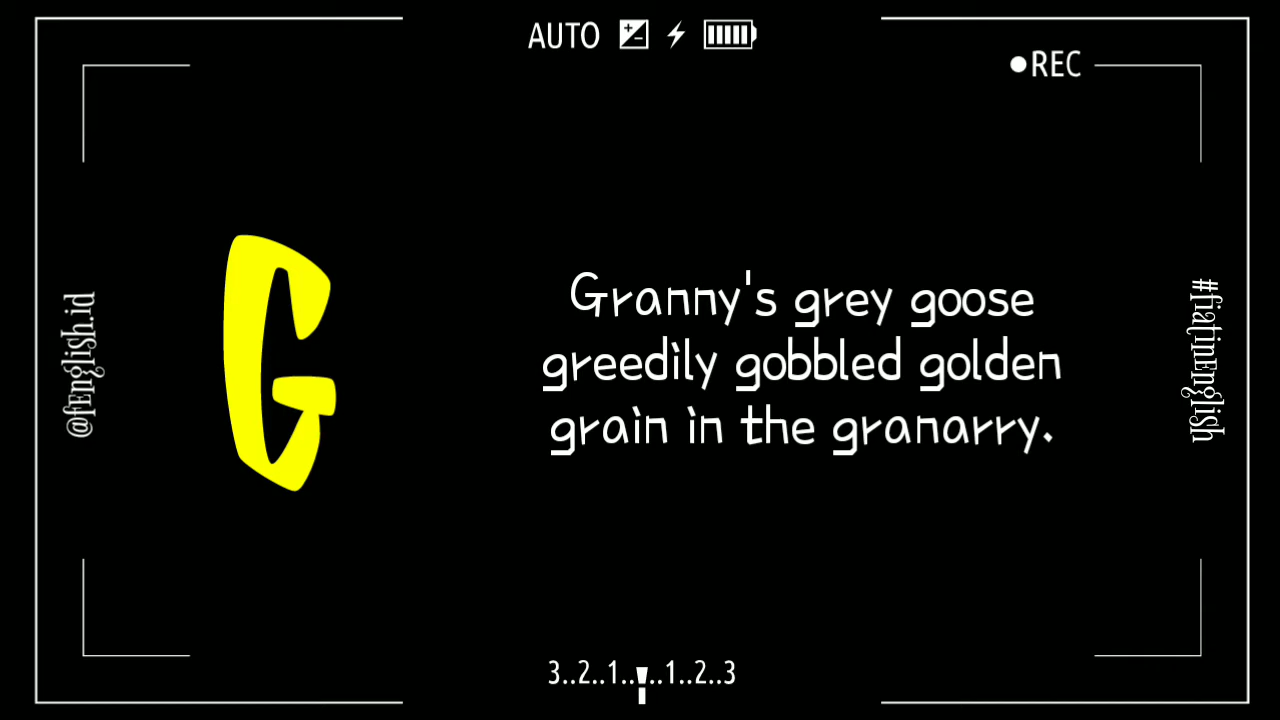 AUTO
●REC
@fEnglish.id
G
Granny's grey goose
greedily gobbled golden
grain in the granarry.
#fiatinEnglish
3..2..1..'..1..2..3